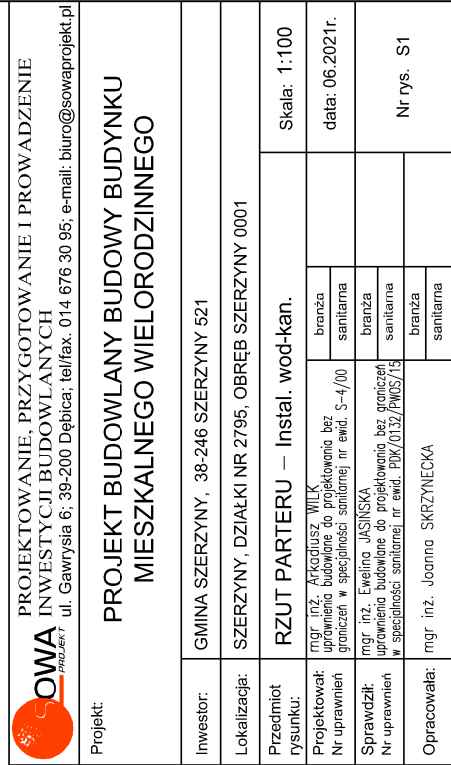 SOWA
PROJEKT
PROJEKTOWANIE, PRZYGOTOWANIE I PROWADZENIE
INWESTYCJI BUDOWLANYCH
ul. Gawrysia 6; 39-200 Dębica; tel/fax. 014 676 30 95; e-mail: biuro@sowaprojekt.pl
Projekt:
PROJEKT BUDOWLANY BUDOWY BUDYNKU
MIESZKALNEGO WIELORODZINNEGO
Inwestor:
GMINA SZERZYNY, 38-246 SZERZYNY 521
Lokalizacja:
SZERZYNY, DZIAŁKI NR 2795, OBRĘB SZERZYNY 0001
Przedmiot
rysunku:
RZUT PARTERU – Instal. wod-kan.
Skala: 1:100
Projektował:
Nr uprawnień
mgr inż. Arkadiusz WILK
uprawnienia budowlane do projektowania bez
graniczeń w specjalności sanitarnej nr ewid. S-4/00
branża
sanitarna
data: 06.2021r.
Sprawdził:
Nr uprawnień
mgr inż. Ewelina JASIŃSKA
uprawnienia budowlane do projektowania bez graniczeń
w specjalności sanitarnej nr ewid. PDK/0132/PWOS/15
branża
sanitarna
Nr rys. S1
Opracowała:
mgr inż. Joanna SKRZYNECKA
branża
sanitarna